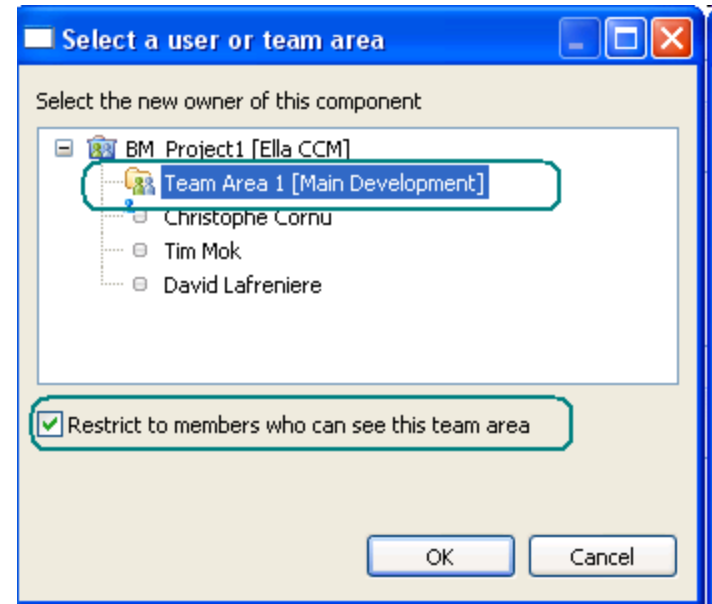 Select a user or team area
Select the new owner of this component
BM Project1 [Ella CCM]
Team Area 1 [Main Development]
Christophe Cornu
Tim Mok
David Lafreniere
Restrict to members who can see this team area
OK
Cancel